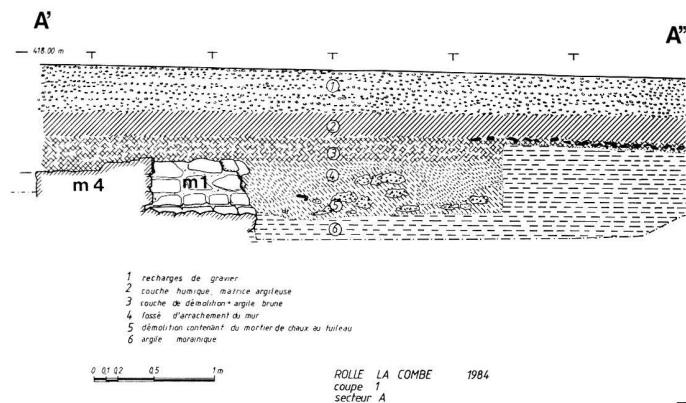 A' A"
418.00 m
1
2
3
4
m 4 m1
5
6
1 recharges de gravier
2 couche humique, matrice argileuse
3 couche de démolition + argile brune
4 fossé d'arrachement du mur
5 démolition contenant du mortier de chaux au tuileau
6 argile morainique
0 0,1 0,2 0,5 1 m
ROLLE LA COMBE 1984
coupe 1
secteur A